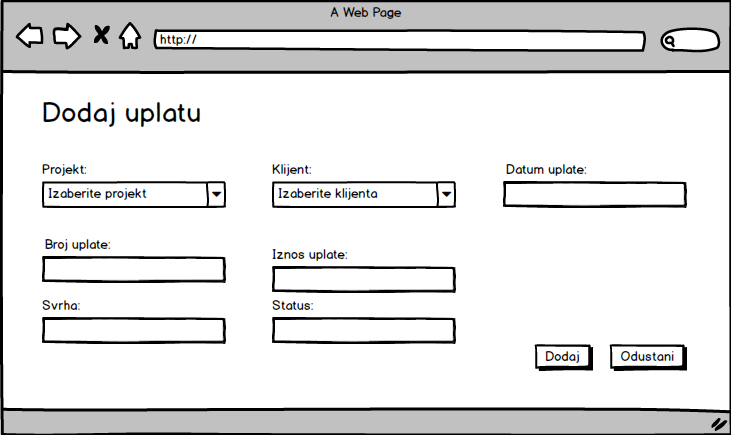 A Web Page
http://
Dodaj uplatu
Projekt:
Klijent:
Datum uplate:
Izaberite projekt
Izaberite klijenta
Broj uplate:
Iznos uplate:
Svrha:
Status:
Dodaj
Odustani